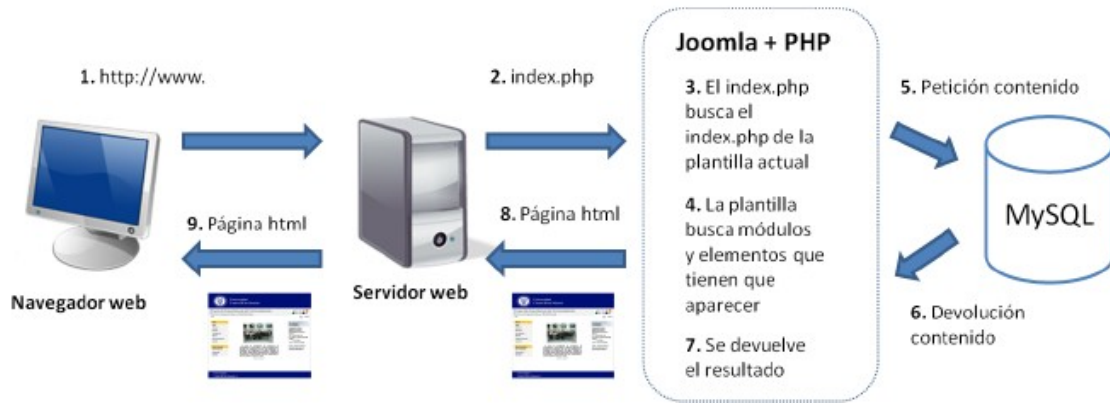 Joomla + PHP
1. http://www.
2. index.php
3. El index.php
busca el
index.php de la
plantilla actual
5. Petición contenido
4. La plantilla
busca módulos
y elementos que
tienen que
aparecer
MySQL
9. Página html
8. Página html
Navegador web
Servidor web
6. Devolución
contenido
7. Se devuelve
el resultado